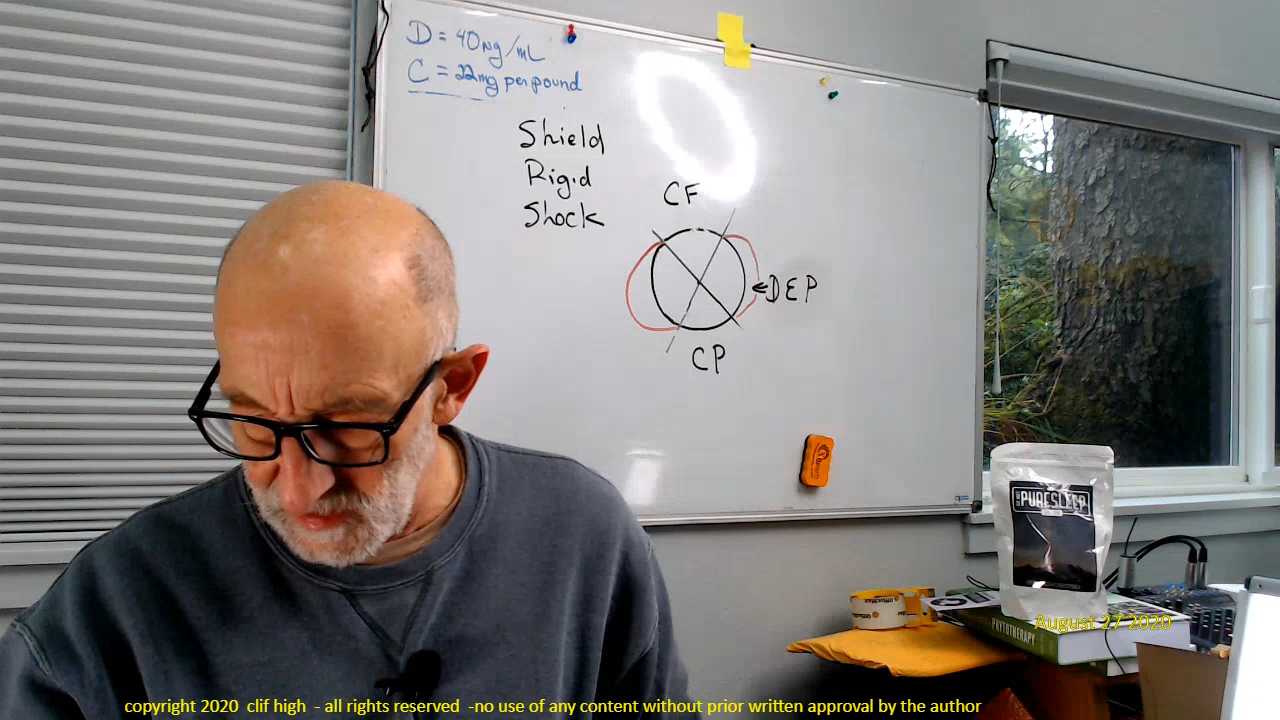 D = 40ng/mL
C = 22mg per pound
Shield
Rigid
Shock
CF
DEP
CP
PURESLEEP
OfficeMax
PHYTOTHERAPY
August 27 2020
copyright 2020 clif high - all rights reserved -no use of any content without prior written approval by the author